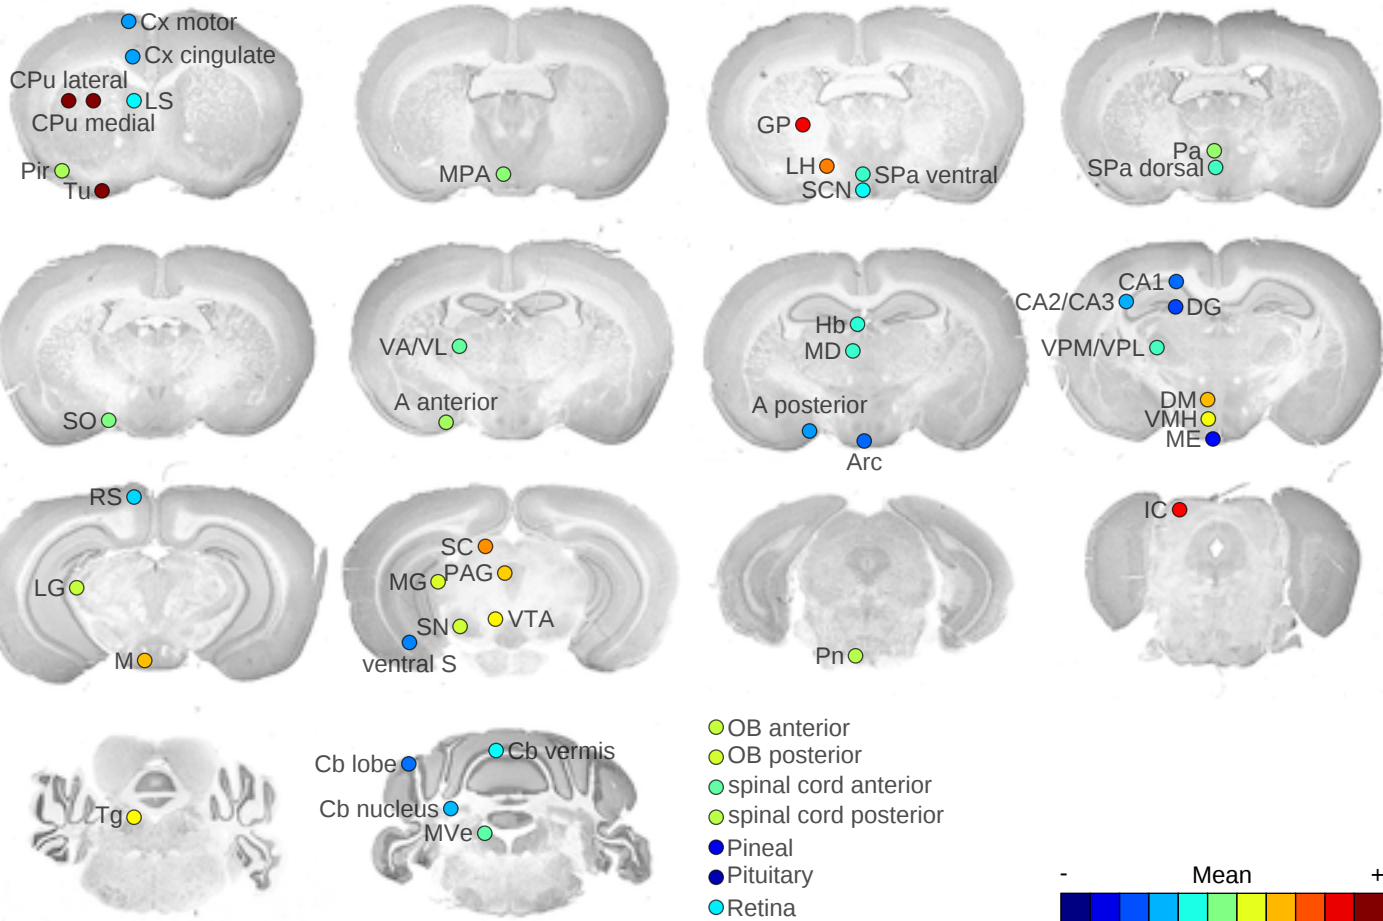 Cx motor
Cx cingulate
CPu lateral
LS
CPu medial
Pir
Tu
MPA
GP
LH
SPa ventral
SCN
Pa
SPa dorsal
SO
VA/VL
A anterior
Hb
MD
A posterior
Arc
CA1
CA2/CA3
DG
VPM/VPL
DM
VMH
ME
RS
LG
M
SC
PAG
MG
VTA
SN
ventral S
Pn
IC
Tg
Cb lobe
Cb vermis
Cb nucleus
MVe
OB anterior
OB posterior
spinal cord anterior
spinal cord posterior
Pineal
Pituitary
Retina
- Mean +